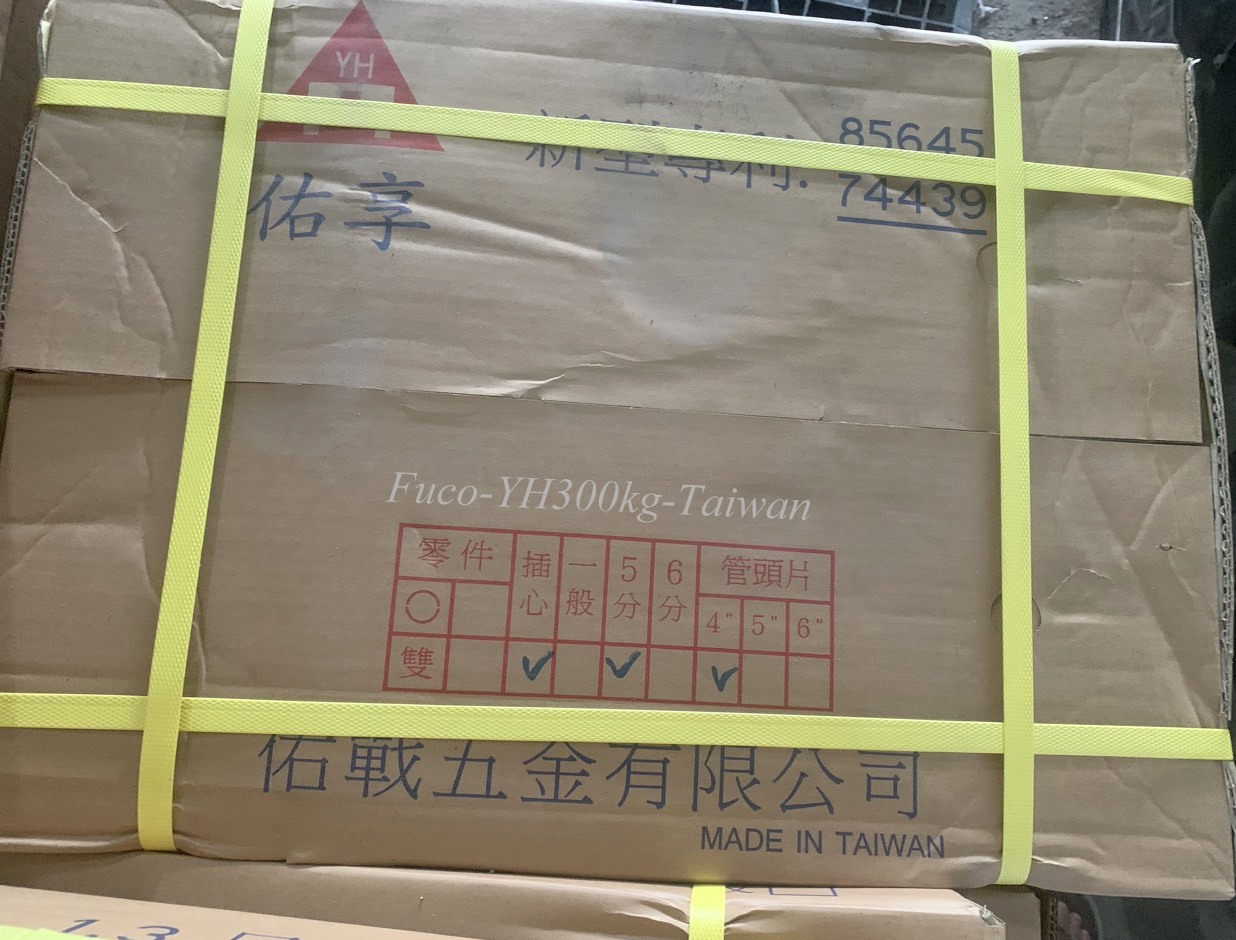 YH
新型專利: 85645
74439
佑享
Fuco-YH300kg-Taiwan
零件 插心 一般 5分 6分 管頭片
○ 4" 5" 6"
雙 ✓ ✓ ✓
佑戰五金有限公司
MADE IN TAIWAN
1.3